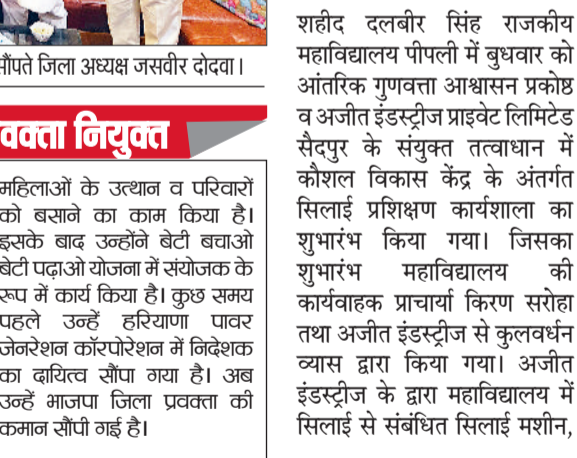 सौंपते जिला अध्यक्ष जसवीर दोदवा।
वक्ता नियुक्त
महिलाओं के उत्थान व परिवारों
को बसाने का काम किया है।
इसके बाद उन्होंने बेटी बचाओ
बेटी पढ़ाओ योजना में संयोजक के
रूप में कार्य किया है। कुछ समय
पहले उन्हें हरियाणा पावर
जेनरेशन कॉरपोरेशन में निदेशक
का दायित्व सौंपा गया है। अब
उन्हें भाजपा जिला प्रवक्ता की
कमान सौंपी गई है।
शहीद दलबीर सिंह राजकीय
महाविद्यालय पीपली में बुधवार को
आंतरिक गुणवत्ता आश्वासन प्रकोष्ठ
व अजीत इंडस्ट्रीज प्राइवेट लिमिटेड
सैदपुर के संयुक्त तत्वाधान में
कौशल विकास केंद्र के अंतर्गत
सिलाई प्रशिक्षण कार्यशाला का
शुभारंभ किया गया। जिसका
शुभारंभ महाविद्यालय की
कार्यवाहक प्राचार्या किरण सरोहा
तथा अजीत इंडस्ट्रीज से कुलवर्धन
व्यास द्वारा किया गया। अजीत
इंडस्ट्रीज के द्वारा महाविद्यालय में
सिलाई से संबंधित सिलाई मशीन,